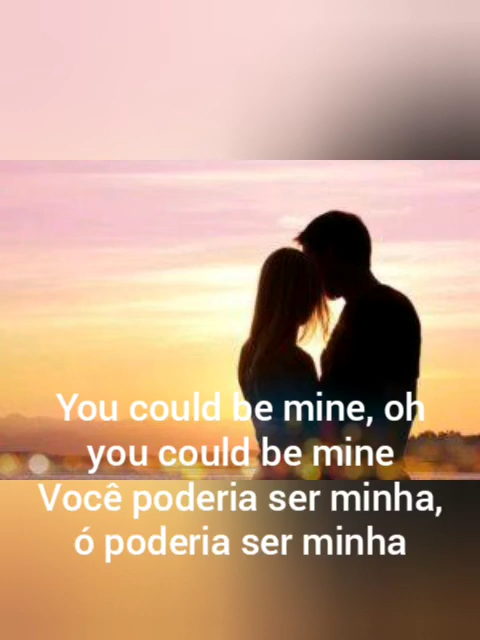 You could be mine, oh
you could be mine
Você poderia ser minha,
ó poderia ser minha